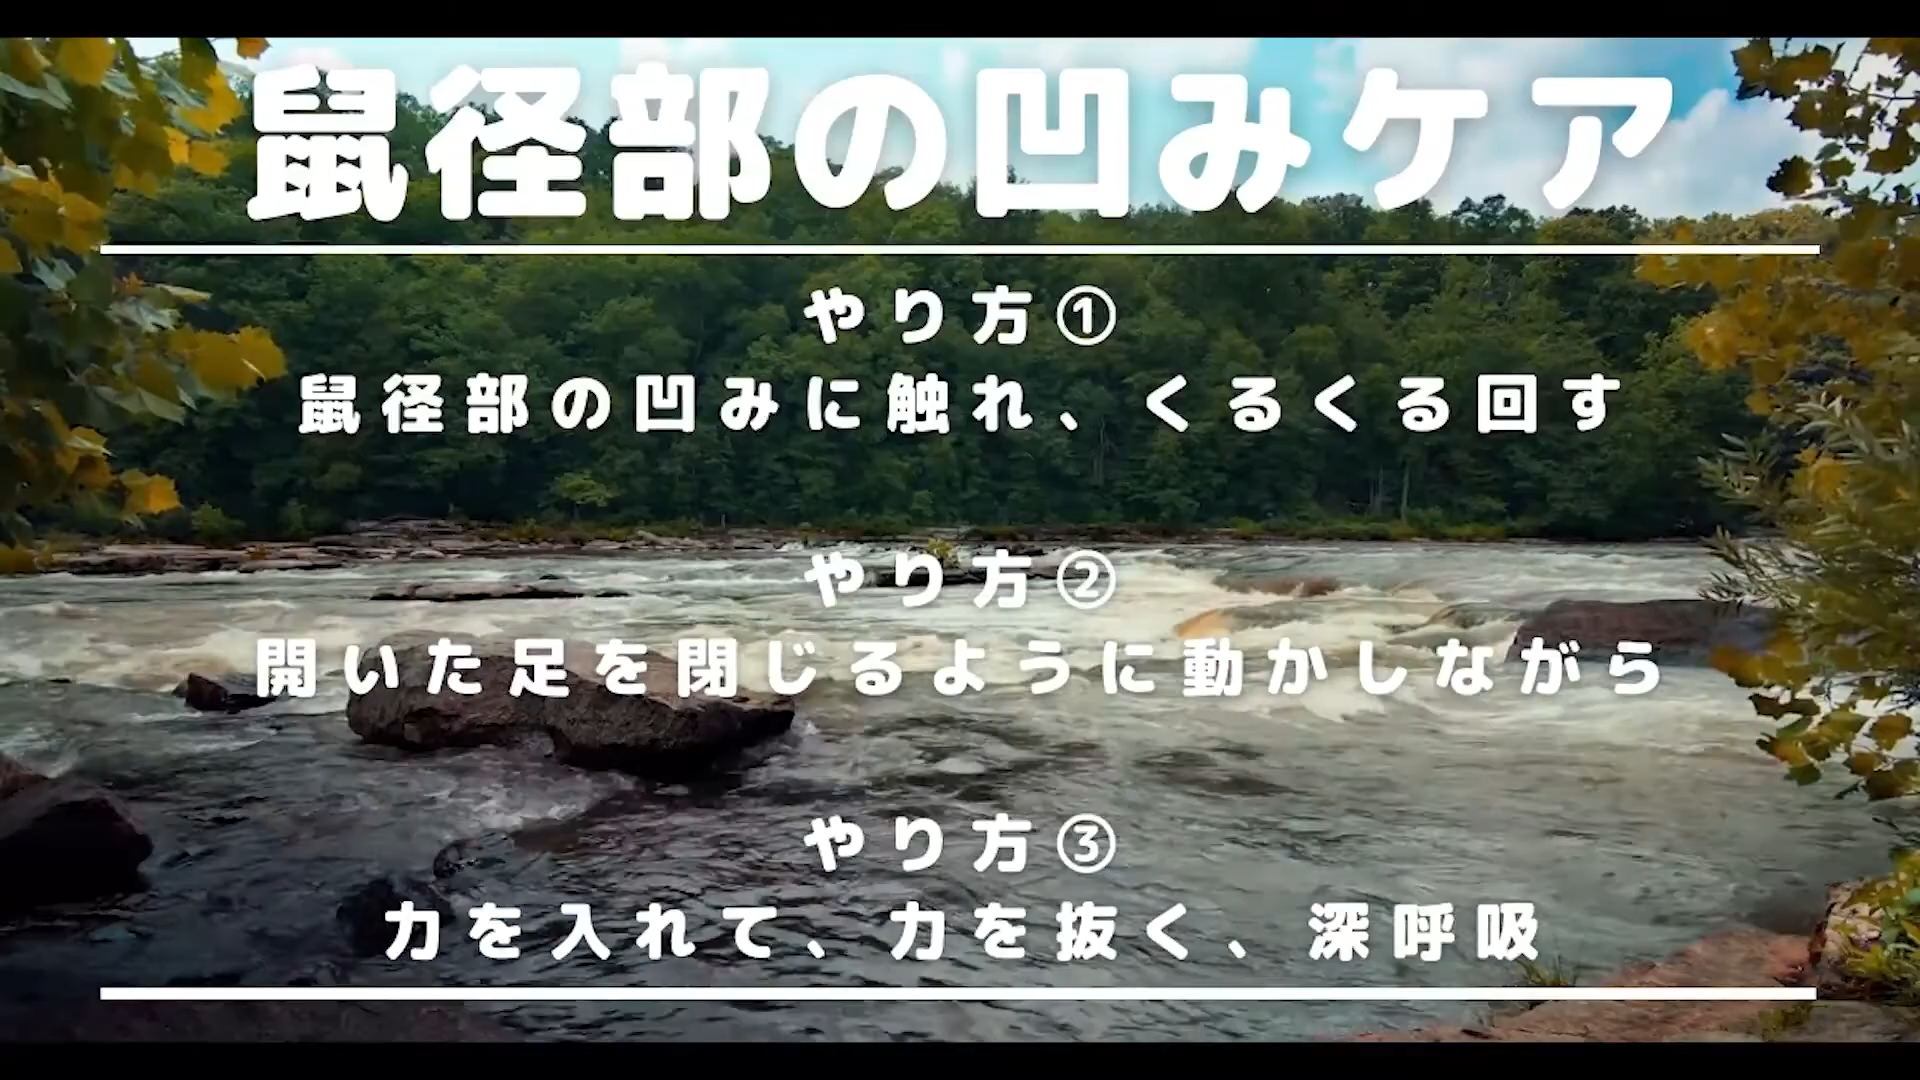 鼠径部の凹みケア
やり方①
鼠径部の凹みに触れ、くるくる回す
やり方②
開いた足を閉じるように動かしながら
やり方③
力を入れて、力を抜く、深呼吸